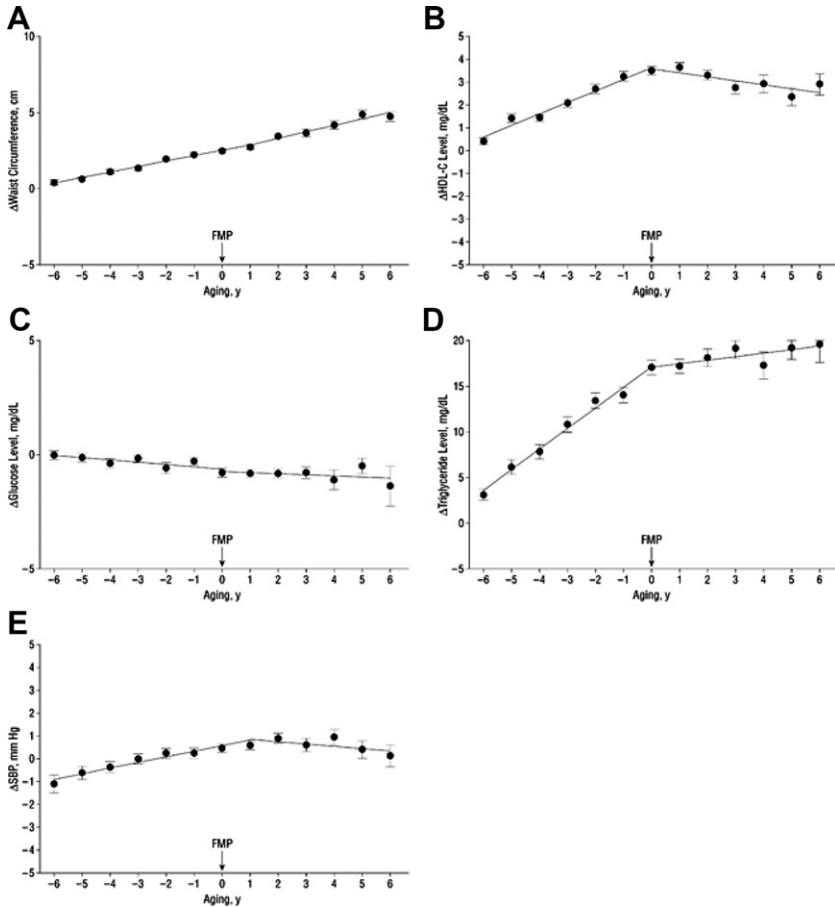 A
10
5
0
−5
ΔWaist Circumference, cm
FMP
−6 −5 −4 −3 −2 −1 0 1 2 3 4 5 6
Aging, y
B
5
4
3
2
1
0
−1
−2
−3
−4
−5
ΔHDL-C Level, mg/dL
FMP
−6 −5 −4 −3 −2 −1 0 1 2 3 4 5 6
Aging, y
C
5
0
−5
ΔGlucose Level, mg/dL
FMP
−6 −5 −4 −3 −2 −1 0 1 2 3 4 5 6
Aging, y
D
20
15
10
5
0
−5
ΔTriglyceride Level, mg/dL
FMP
−6 −5 −4 −3 −2 −1 0 1 2 3 4 5 6
Aging, y
E
5
4
3
2
1
0
−1
−2
−3
−4
−5
ΔSBP, mm Hg
FMP
−6 −5 −4 −3 −2 −1 0 1 2 3 4 5 6
Aging, y